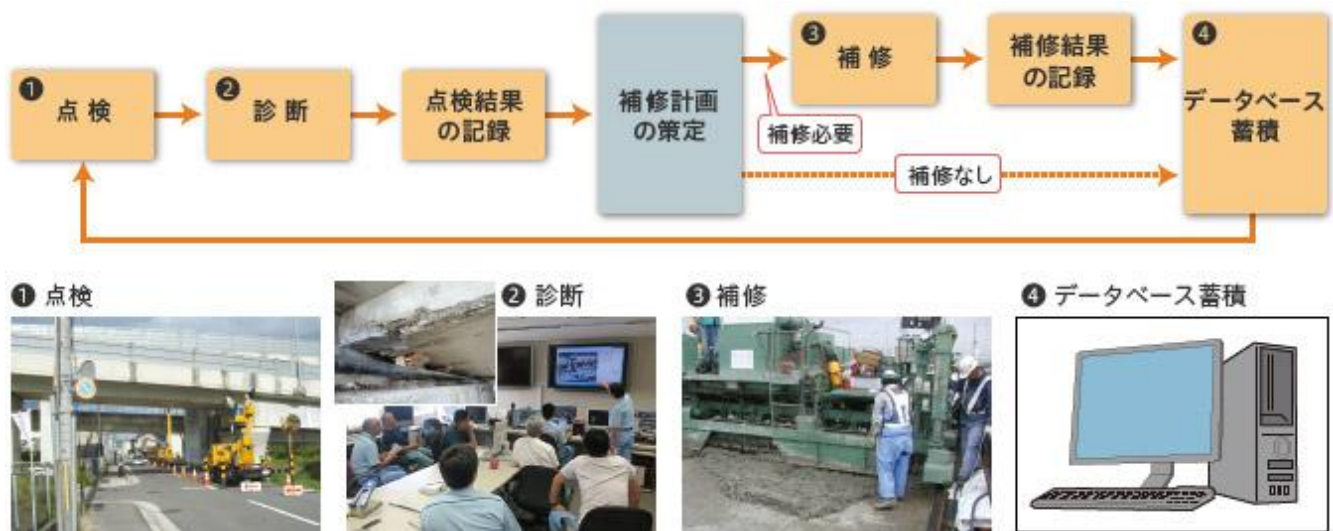 ❶
点検
❷
診断
点検結果
の記録
補修計画
の策定
補修必要
❸
補修
補修結果
の記録
補修なし
❹
データベース
蓄積
❶ 点検
❷ 診断
❸ 補修
❹ データベース蓄積